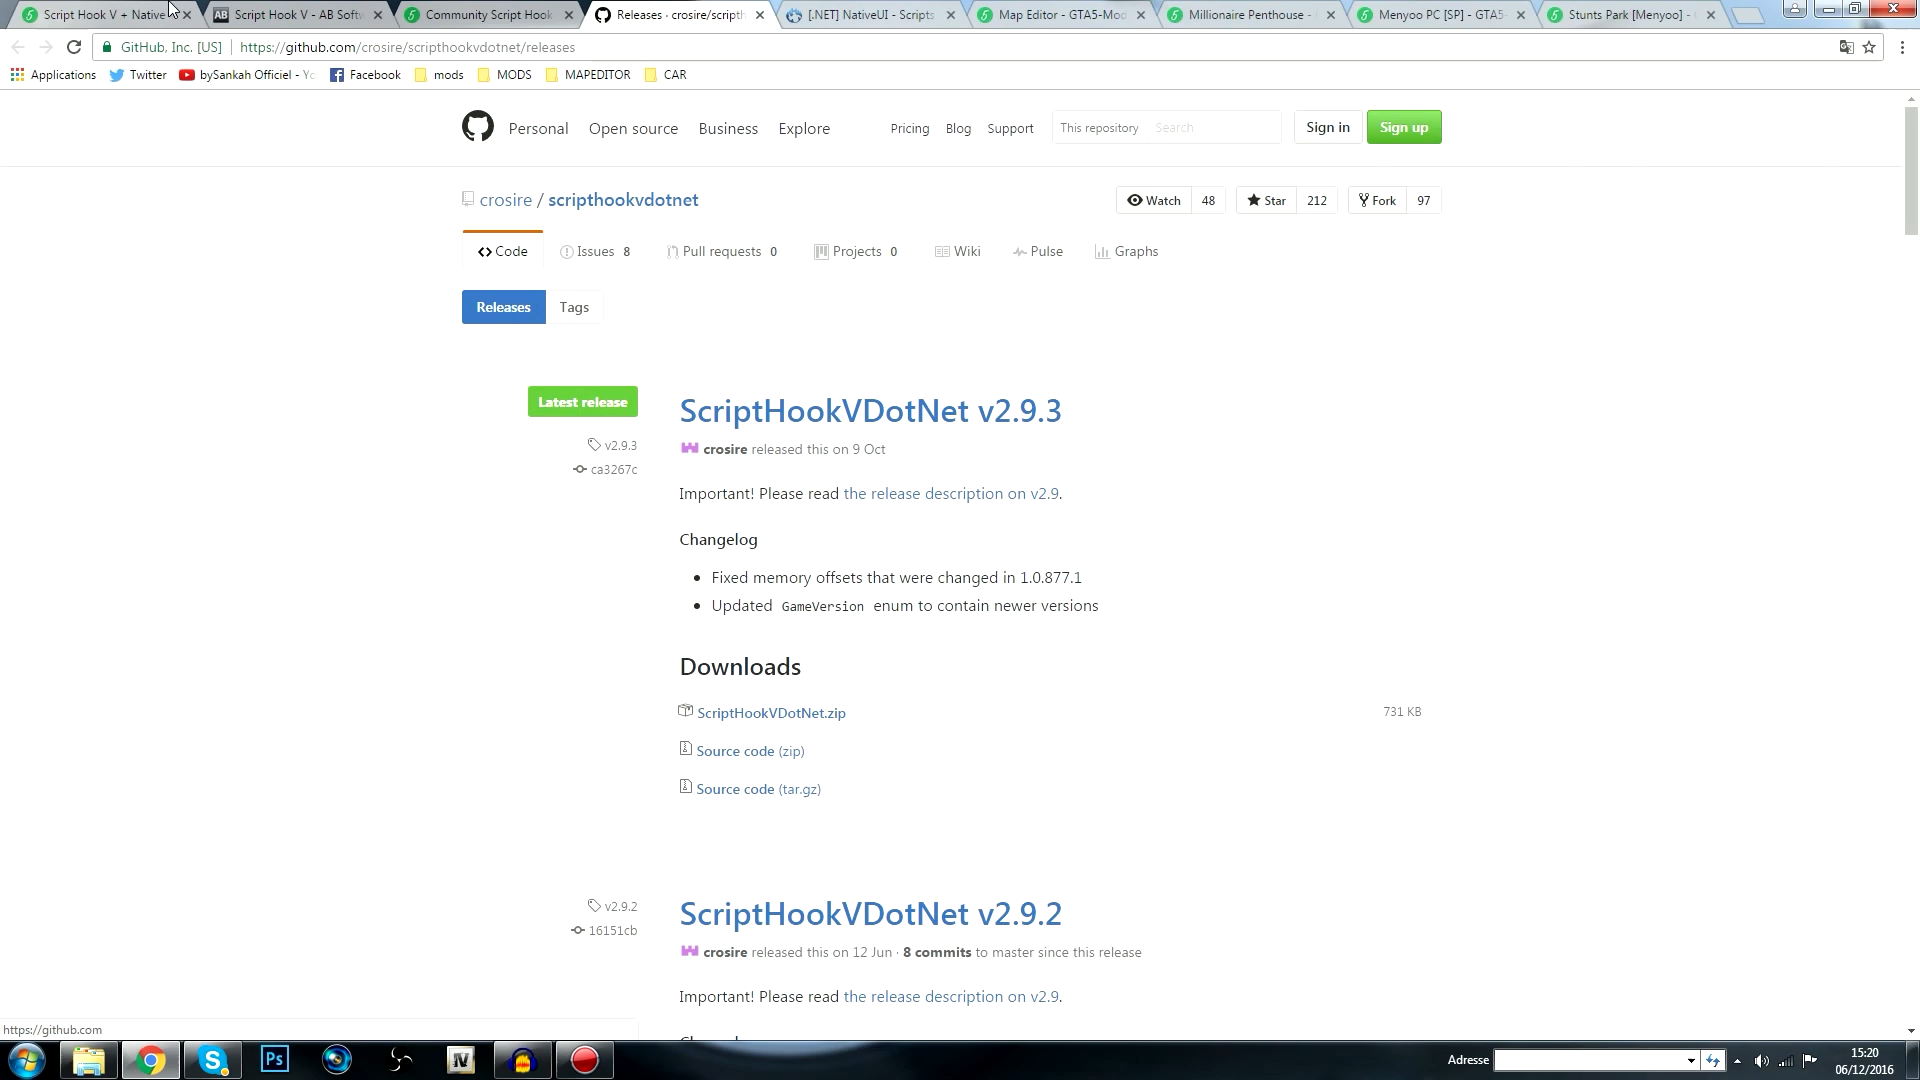 Script Hook V + Native
AB Script Hook V - AB Softw
Community Script Hook
Releases · crosire/scripth
[.NET] NativeUI - Scripts
Map Editor - GTA5-Mod
Millionaire Penthouse -
Menyoo PC [SP] - GTA5
Stunts Park [Menyoo] -
GitHub, Inc. [US] https://github.com/crosire/scripthookvdotnet/releases
Applications Twitter bySankah Officiel - Yo Facebook mods MODS MAPEDITOR CAR
Personal Open source Business Explore Pricing Blog Support This repository Search Sign in Sign up
crosire / scripthookvdotnet Watch 48 Star 212 Fork 97
Code Issues 8 Pull requests 0 Projects 0 Wiki Pulse Graphs
Releases Tags
Latest release
v2.9.3
ca3267c
ScriptHookVDotNet v2.9.3
crosire released this on 9 Oct
Important! Please read the release description on v2.9.
Changelog
• Fixed memory offsets that were changed in 1.0.877.1
• Updated GameVersion enum to contain newer versions
Downloads
ScriptHookVDotNet.zip 731 KB
Source code (zip)
Source code (tar.gz)
v2.9.2
16151cb
ScriptHookVDotNet v2.9.2
crosire released this on 12 Jun · 8 commits to master since this release
Important! Please read the release description on v2.9.
https://github.com
Ps
IV
Adresse
15:20
06/12/2016